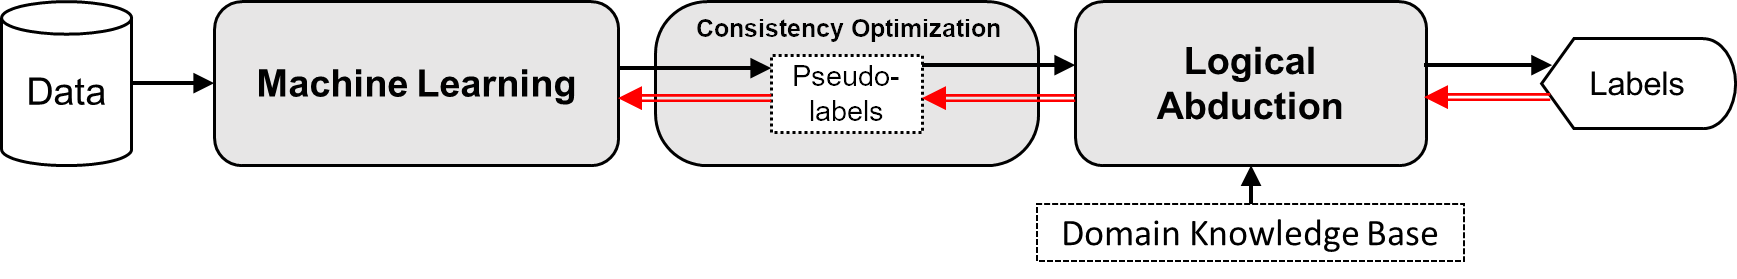 Data
Machine Learning
Consistency Optimization
Pseudo-
labels
Logical
Abduction
Labels
Domain Knowledge Base